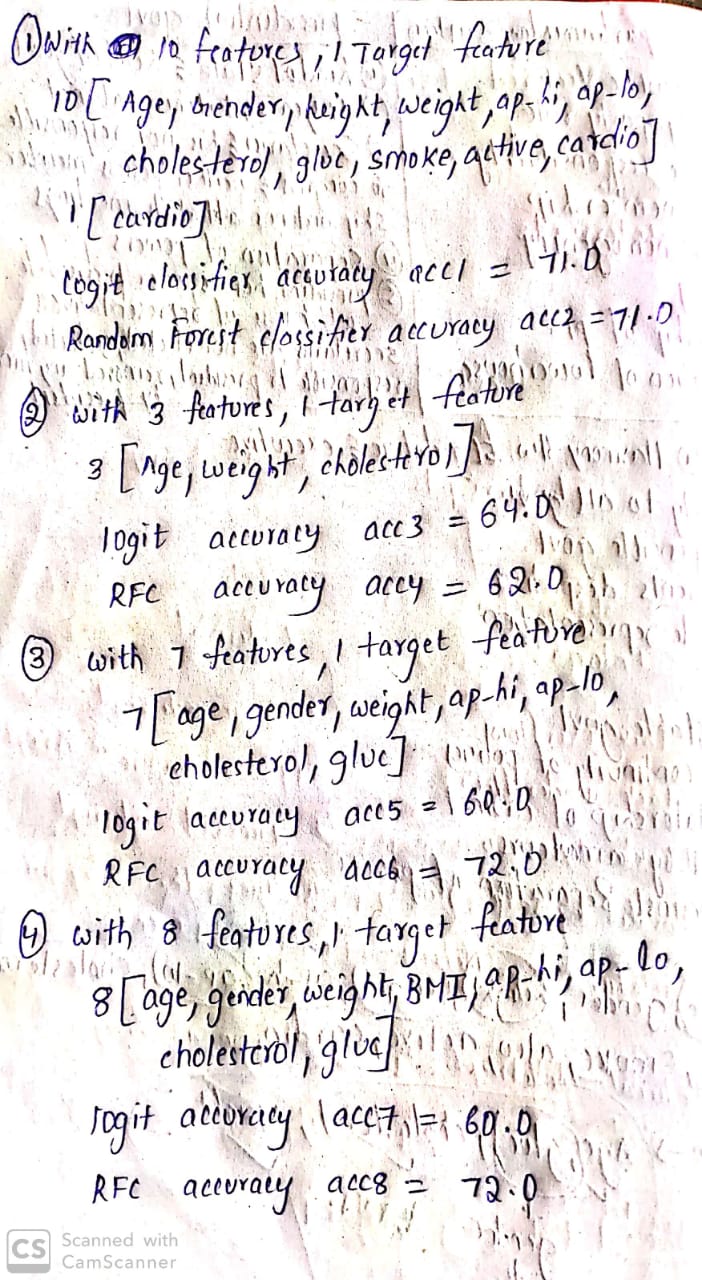 ① With 10 features, 1 Target feature
10 [ Age, Gender, height, weight, ap-hi, ap-lo,
cholesterol, gluc, smoke, active, cardio]
1 [ cardio]
logit classifier accuracy acc1 = 71.0
Random Forest classifier accuracy acc2 = 71.0
② with 3 features, 1 target feature
3 [Age, weight, cholesterol]
logit accuracy acc3 = 64.0
RFC accuracy accy = 62.0
③ with 7 features, 1 target feature
7 [age, gender, weight, ap-hi, ap-lo,
cholesterol, gluc]
logit accuracy acc5 = 60.0
RFC accuracy acc6 = 72.0
④ with 8 features, 1 target feature
8 [age, gender, weight, BMI, ap-hi, ap-lo,
cholesterol, gluc]
logit accuracy acc7 = 60.0
RFC accuracy acc8 = 72.0
CS Scanned with
CamScanner